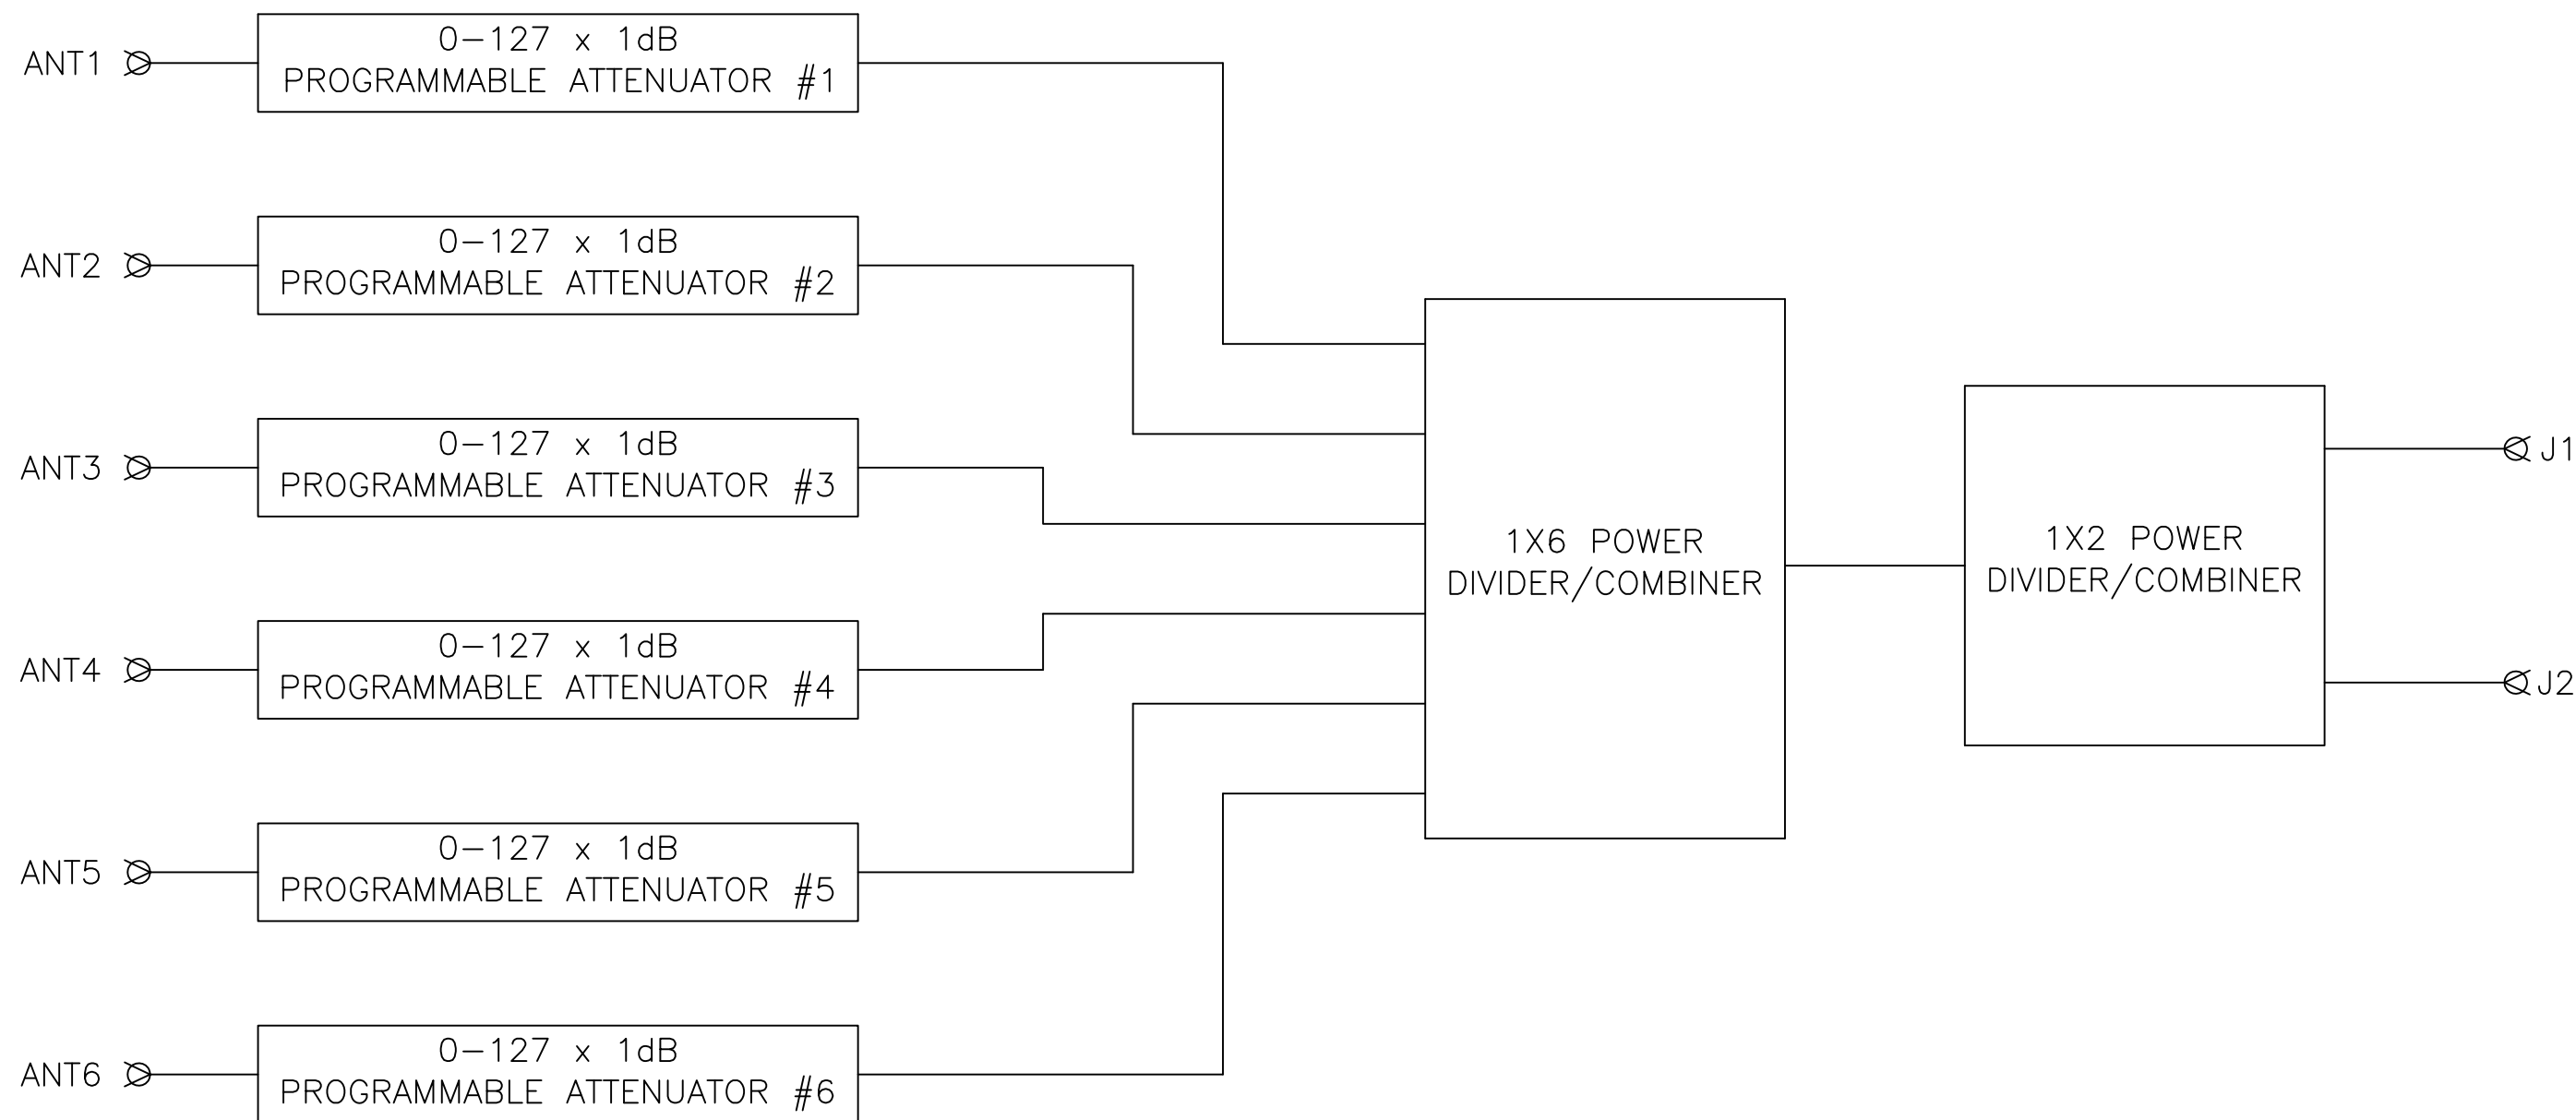 ANT1
0-127 x 1dB
PROGRAMMABLE ATTENUATOR #1
ANT2
0-127 x 1dB
PROGRAMMABLE ATTENUATOR #2
ANT3
0-127 x 1dB
PROGRAMMABLE ATTENUATOR #3
ANT4
0-127 x 1dB
PROGRAMMABLE ATTENUATOR #4
ANT5
0-127 x 1dB
PROGRAMMABLE ATTENUATOR #5
ANT6
0-127 x 1dB
PROGRAMMABLE ATTENUATOR #6
1X6 POWER
DIVIDER/COMBINER
1X2 POWER
DIVIDER/COMBINER
J1
J2